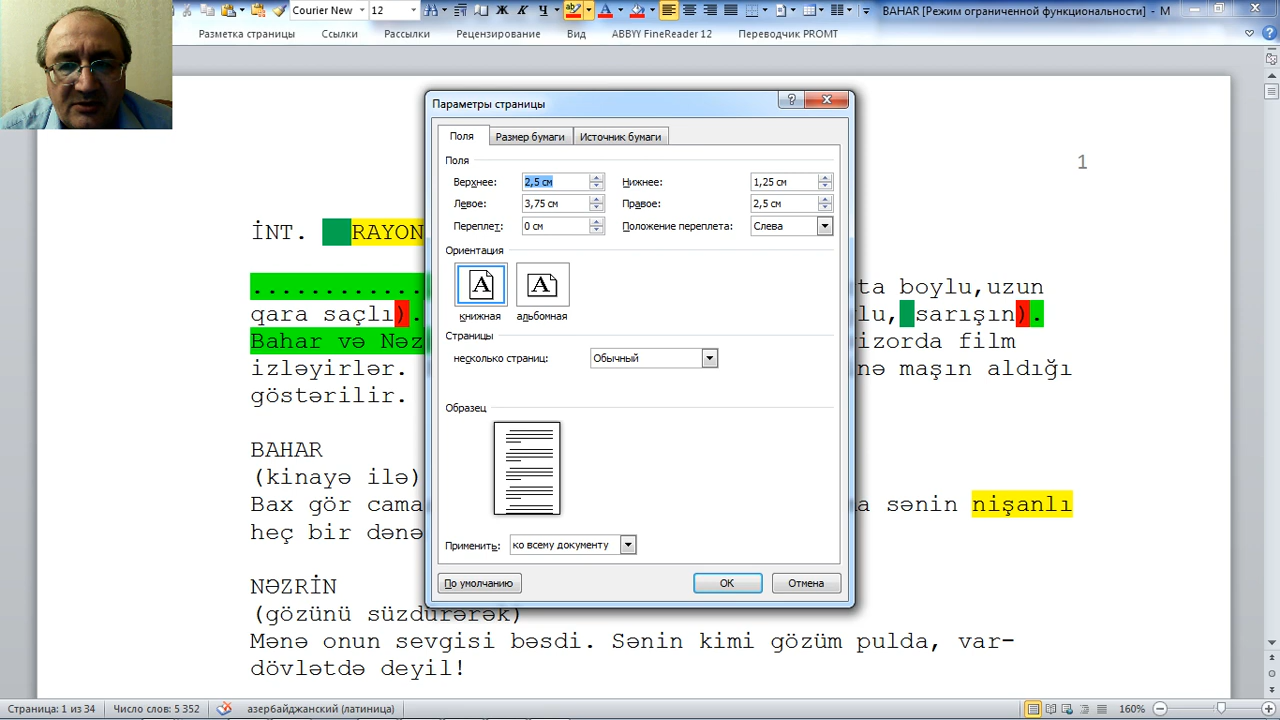 Courier New 12 Ж К Ч А BAHAR [Режим ограниченной функциональности] - M
Разметка страницы Ссылки Рассылки Рецензирование Вид ABBYY FineReader 12 Переводчик PROMT
Параметры страницы
Поля Размер бумаги Источник бумаги
1
Поля
Верхнее: 2,5 см Нижнее: 1,25 см
Левое: 3,75 см Правое: 2,5 см
Переплет: 0 см Положение переплета: Слева
Ориентация
книжная альбомная
Страницы
несколько страниц: Обычный
Образец
Применить: ко всему документу
По умолчанию ОК Отмена
İNT. RAYON
.............. ta boylu,uzun
qara saçlı). lu, sarışın).
Bahar və Nəz izorda film
izləyirlər. nə maşın aldığı
göstərilir.
BAHAR
(kinayə ilə)
Bax gör cama a sənin nişanlı
heç bir dənə
NƏZRİN
(gözünü süzdürərək)
Mənə onun sevgisi bəsdi. Sənin kimi gözüm pulda, var-
dövlətdə deyil!
Страница: 1 из 34 Число слов: 5 352 азербайджанский (латиница) 160%